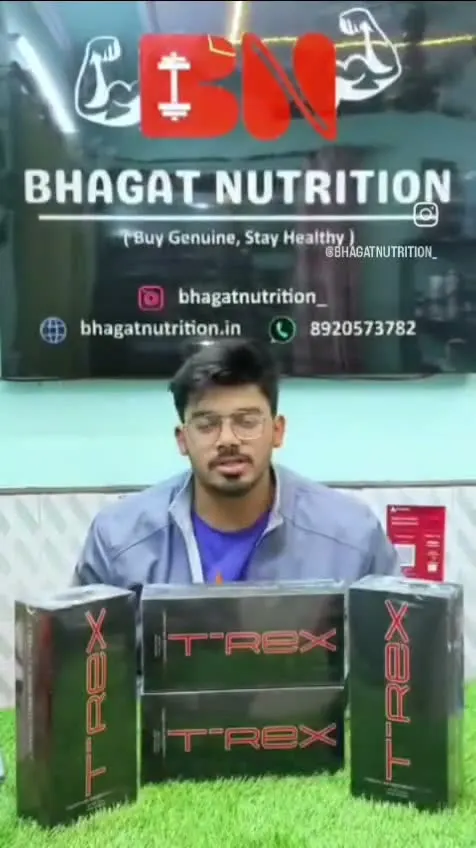 BN
BHAGAT NUTRITION
( Buy Genuine, Stay Healthy )
@BHAGATNUTRITION_
bhagatnutrition_
bhagatnutrition.in 8920573782
T-REX
T-REX
T-REX
T-REX